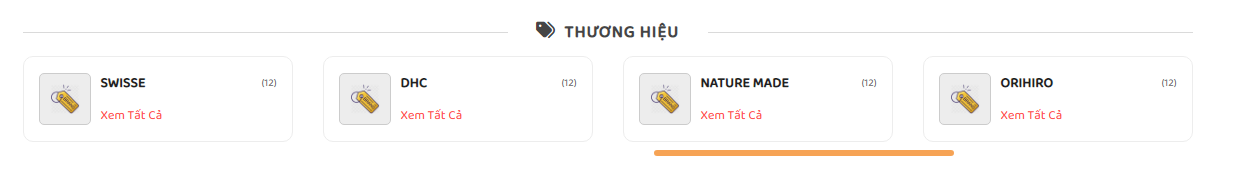 THƯƠNG HIỆU
SWISSE (12)
Xem Tất Cả
DHC (12)
Xem Tất Cả
NATURE MADE (12)
Xem Tất Cả
ORIHIRO (12)
Xem Tất Cả